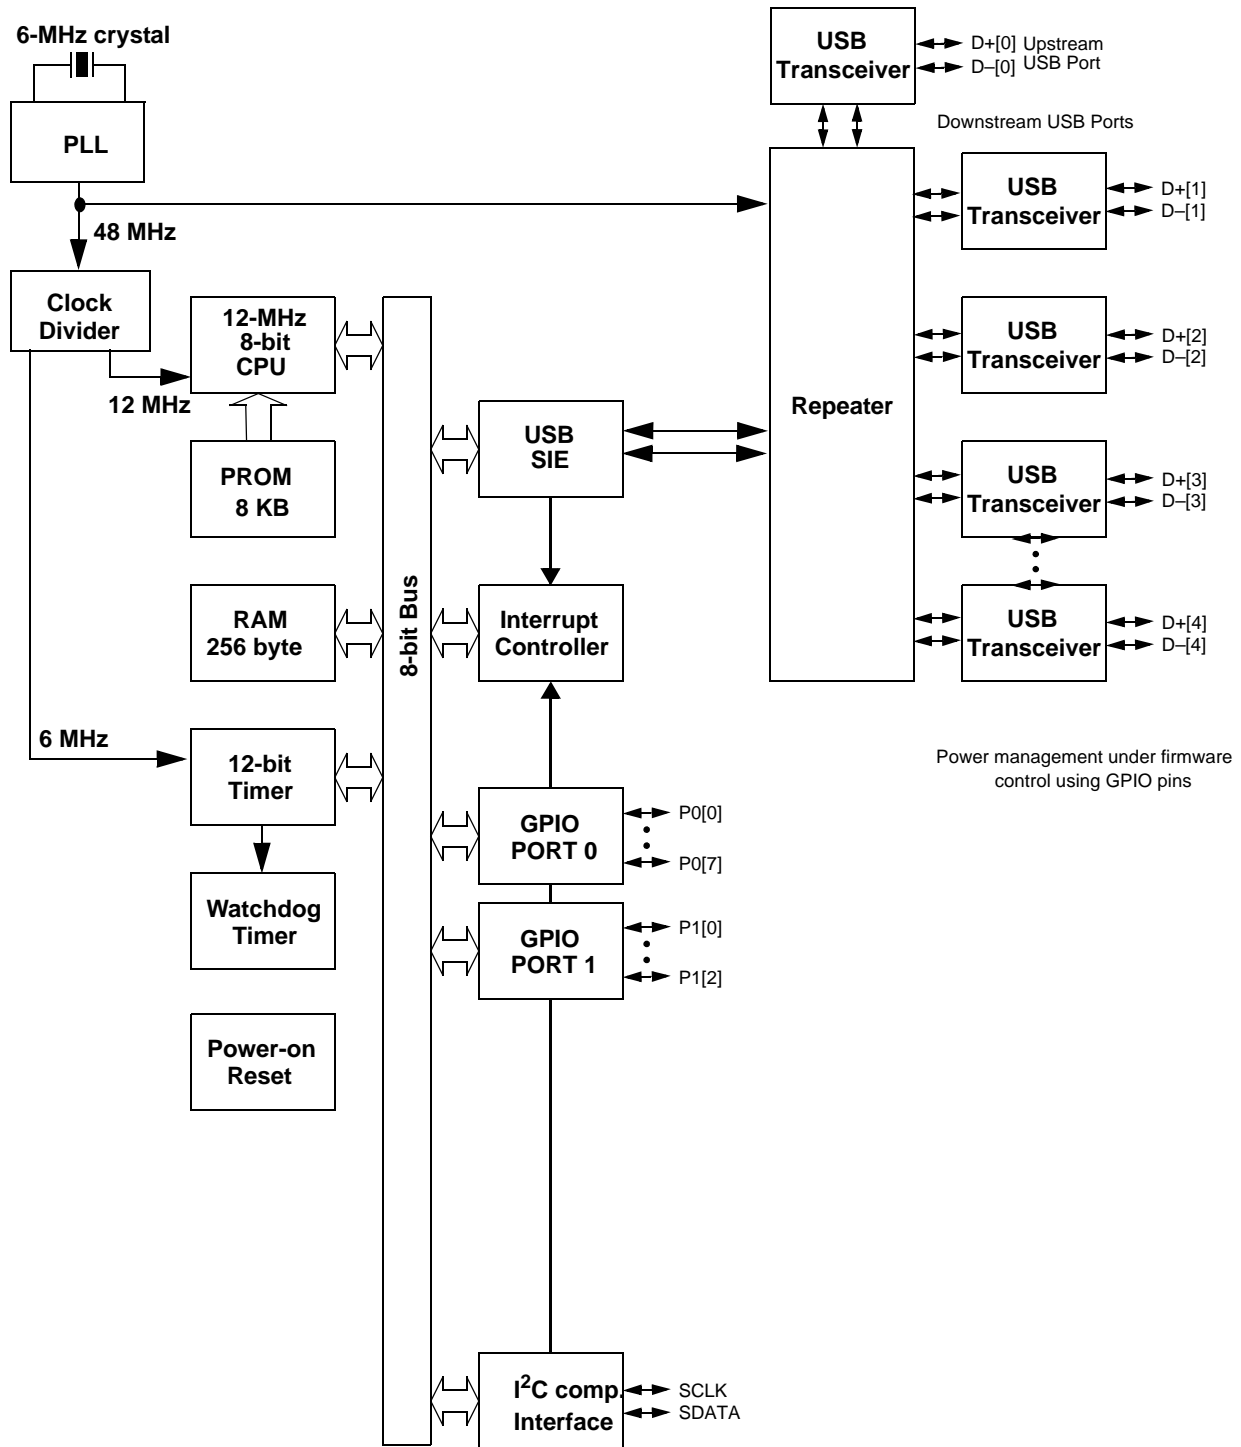 6-MHz crystal
PLL
48 MHz
Clock
Divider
12-MHz
8-bit
CPU
12 MHz
PROM
8 KB
RAM
256 byte
6 MHz
12-bit
Timer
Watchdog
Timer
Power-on
Reset
8-bit Bus
USB
SIE
Interrupt
Controller
GPIO
PORT 0
P0[0]
P0[7]
GPIO
PORT 1
P1[0]
P1[2]
I²C comp.
Interface
SCLK
SDATA
Repeater
USB
Transceiver
D+[0] Upstream
D–[0] USB Port
Downstream USB Ports
USB
Transceiver
D+[1]
D–[1]
USB
Transceiver
D+[2]
D–[2]
USB
Transceiver
D+[3]
D–[3]
USB
Transceiver
D+[4]
D–[4]
Power management under firmware
control using GPIO pins